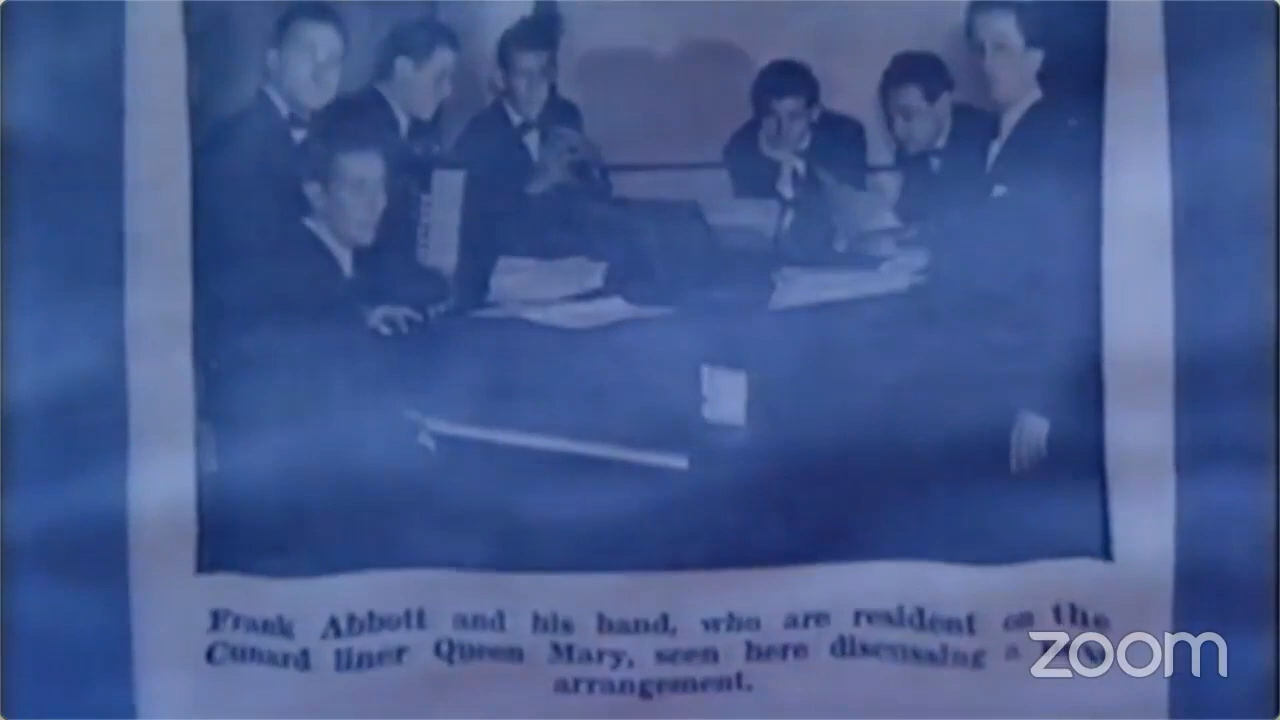 Frank Abbott and his band, who are resident on the
Cunard liner Queen Mary, seen here discussing a
arrangement.
zoom